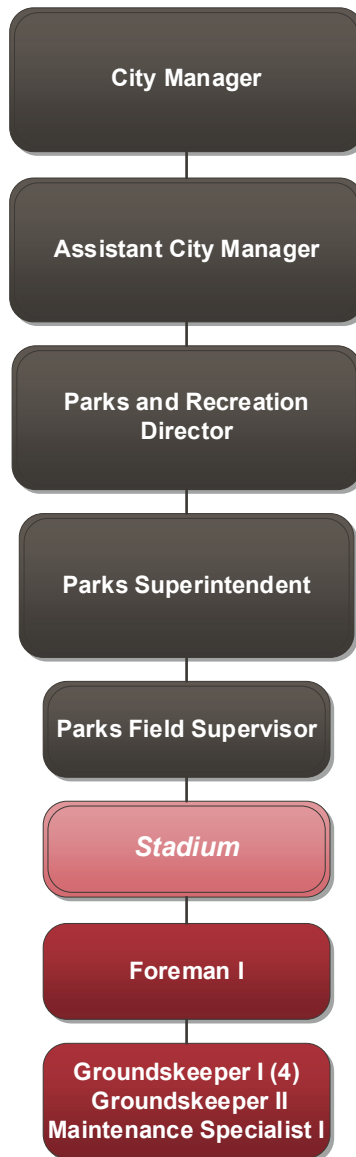 City Manager
Assistant City Manager
Parks and Recreation
Director
Parks Superintendent
Parks Field Supervisor
Stadium
Foreman I
Groundskeeper I (4)
Groundskeeper II
Maintenance Specialist I